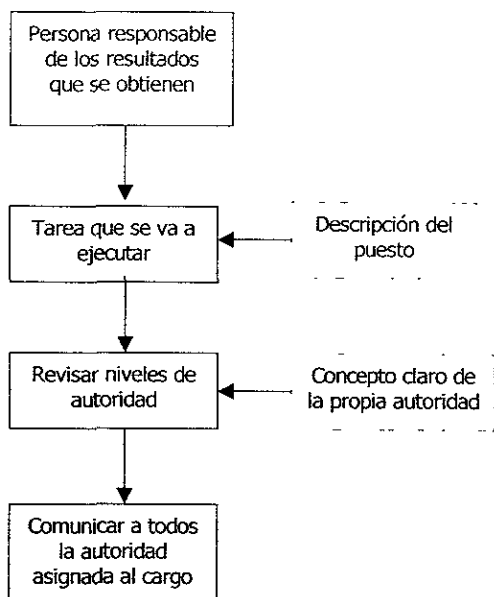 Persona responsable
de los resultados
que se obtienen
Tarea que se va a
ejecutar
Descripción del
puesto
Revisar niveles de
autoridad
Concepto claro de
la propia autoridad
Comunicar a todos
la autoridad
asignada al cargo